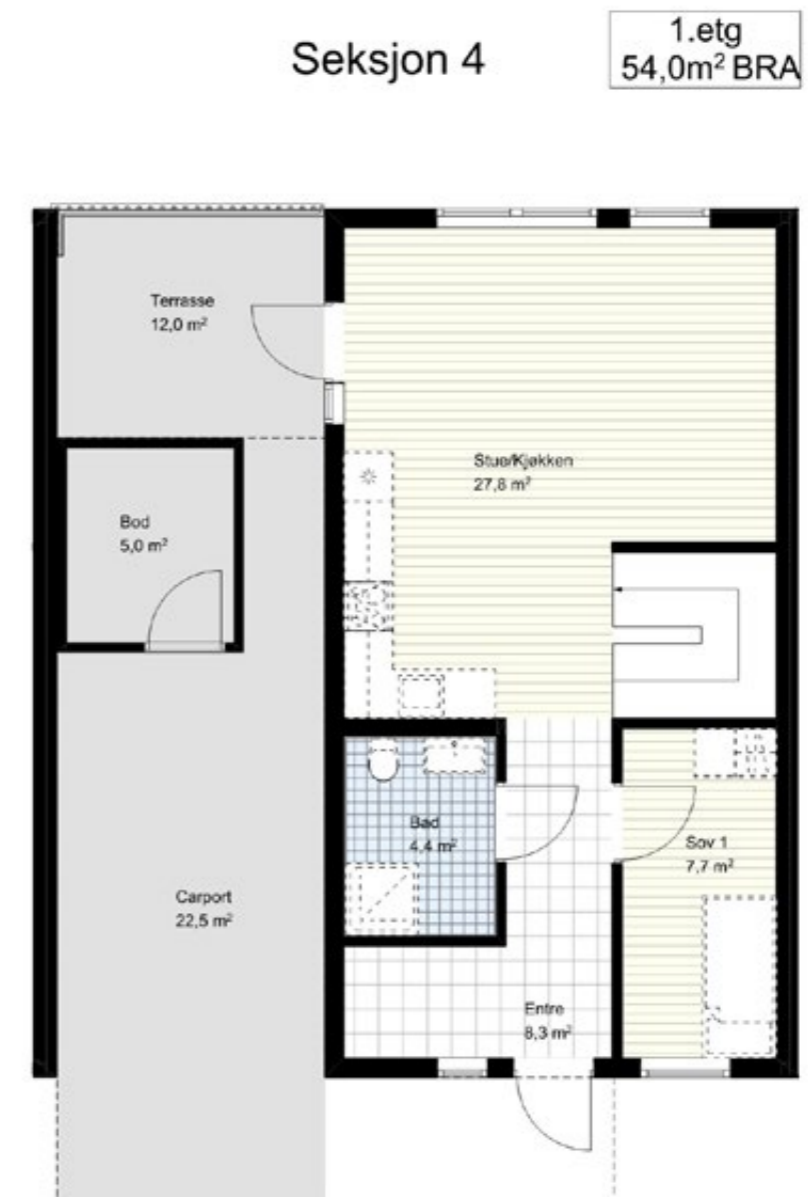 Seksjon 4
1.etg
54,0m² BRA
Terrasse
12,0 m²
Stue/Kjøkken
27,8 m²
Bod
5,0 m²
Bad
4,4 m²
Sov 1
7,7 m²
Carport
22,5 m²
Entre
8,3 m²